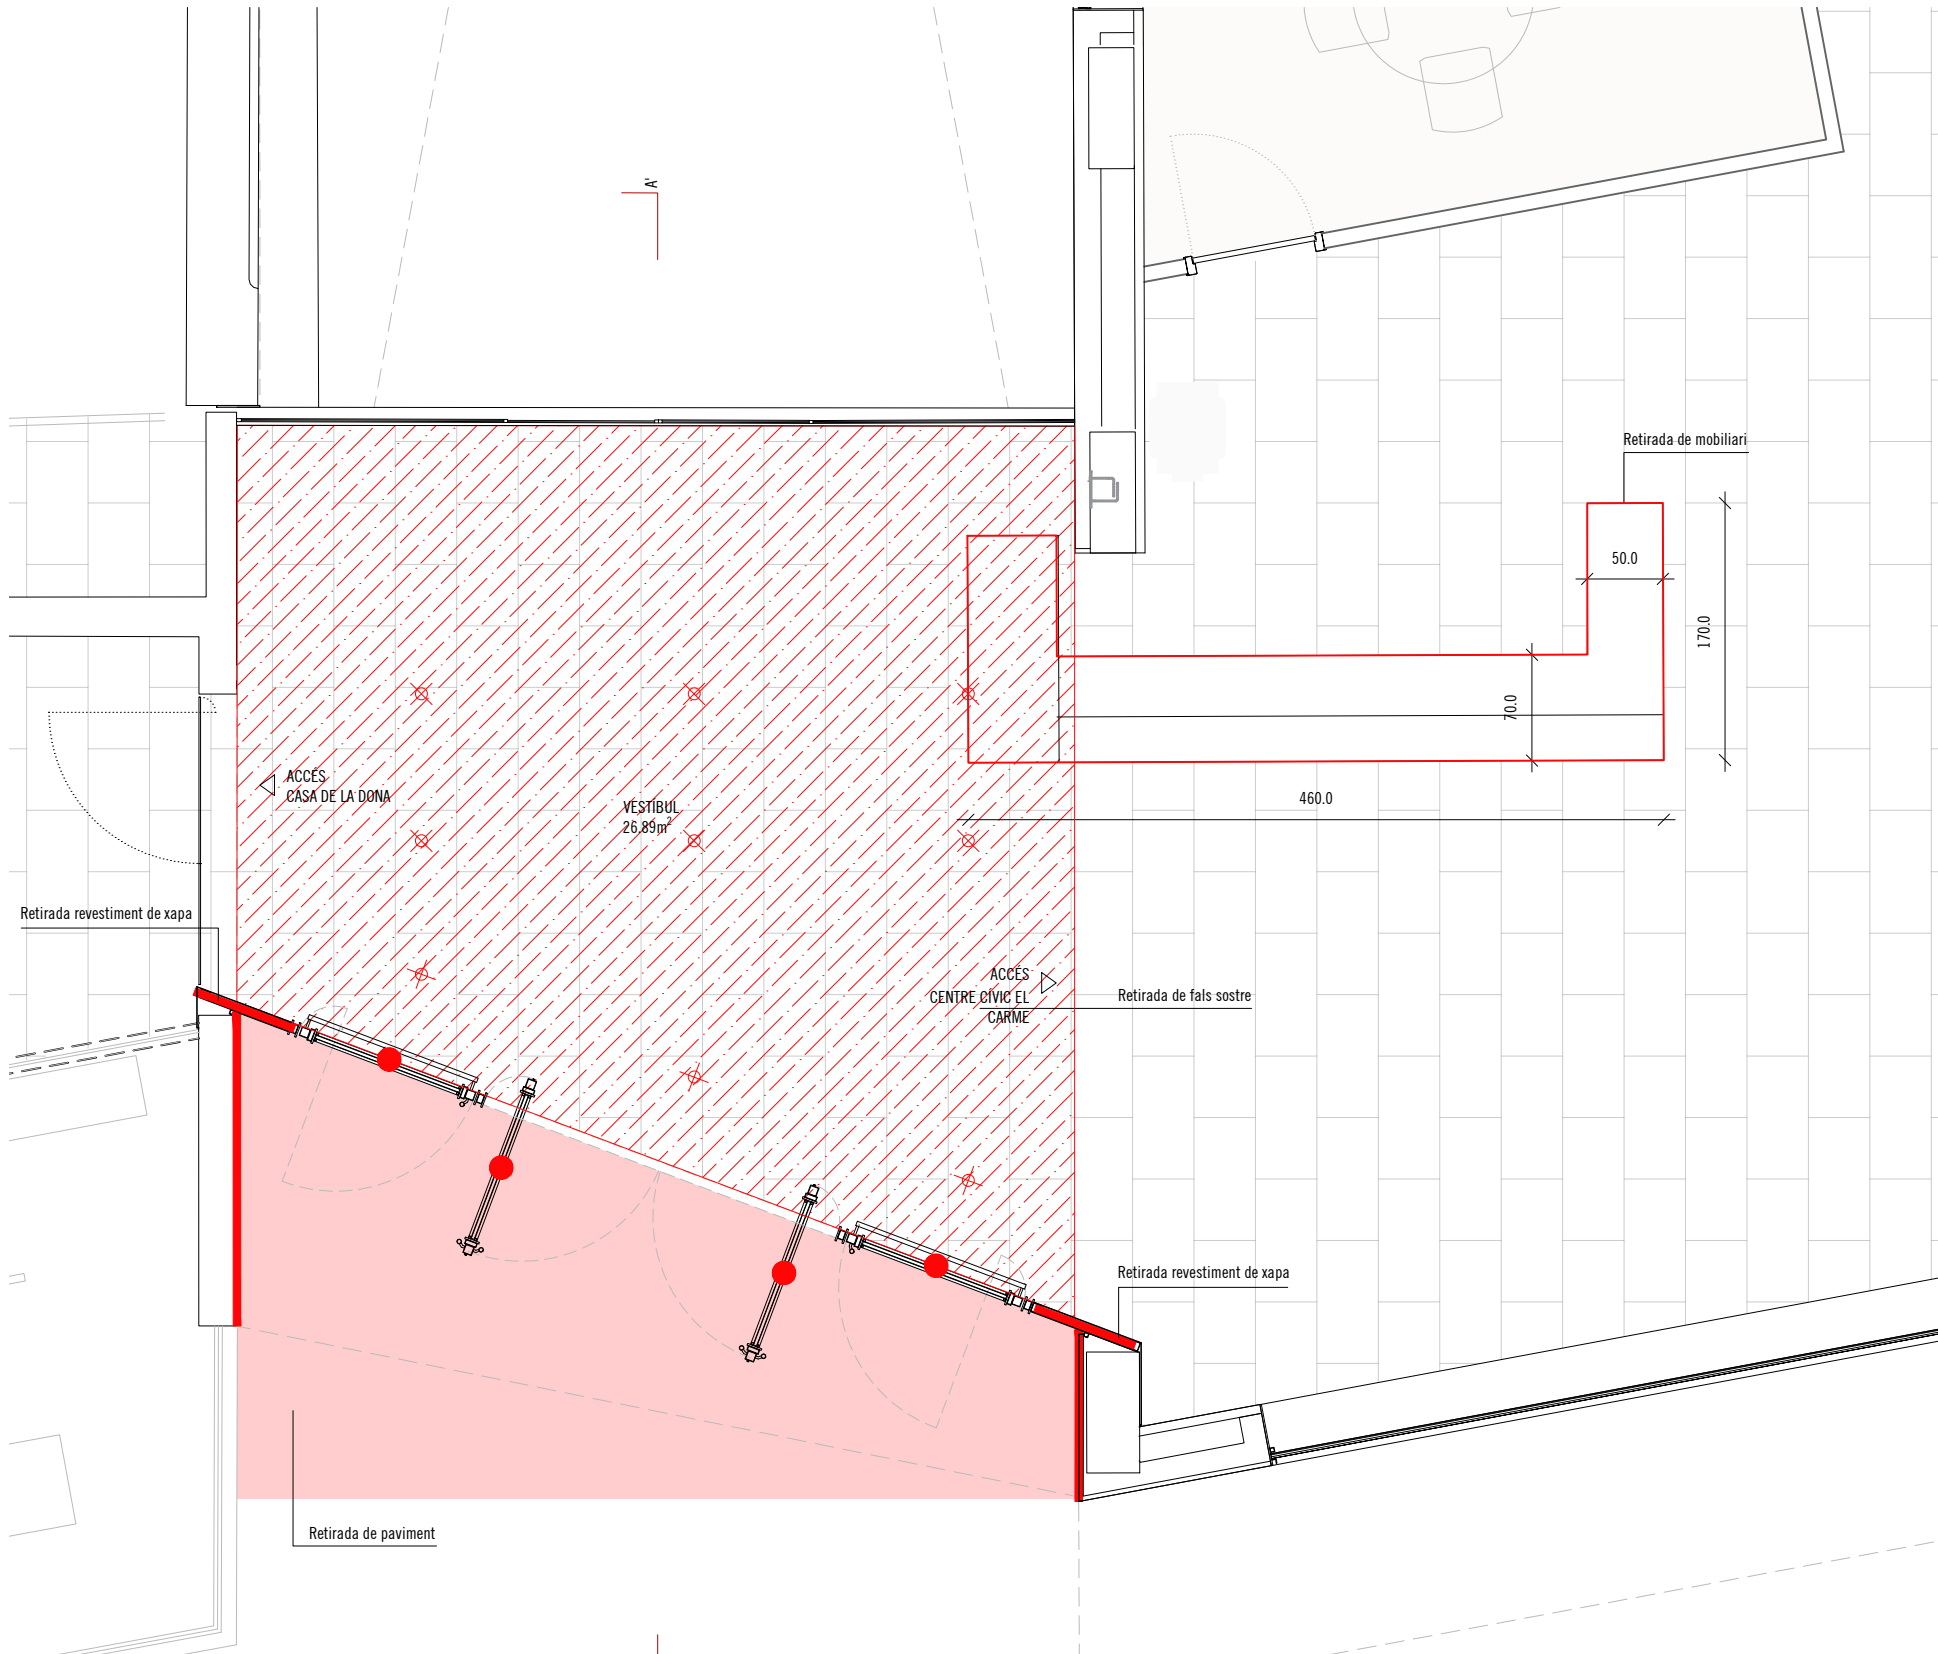 A'
Retirada de mobiliari
50.0
170.0
70.0
460.0
ACCÉS
CASA DE LA DONA
VESTIBUL
26.89m²
Retirada revestiment de xapa
ACCÉS
CENTRE CÍVIC EL
CARME
Retirada de fals sostre
Retirada revestiment de xapa
Retirada de paviment